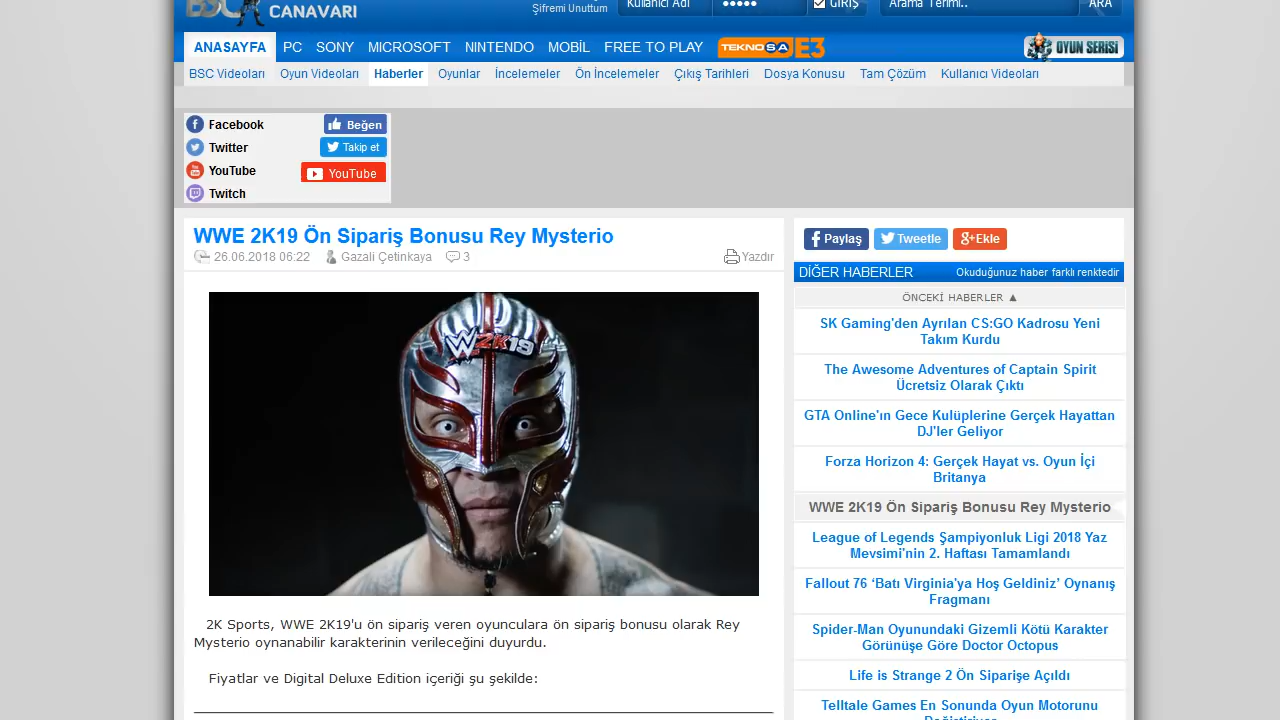 BSC CANAVARI
Şifremi Unuttum
Kullanıcı Adı
GİRİŞ
Arama Terimi..
ARA
ANASAYFA PC SONY MICROSOFT NINTENDO MOBİL FREE TO PLAY TEKNOSA E3 OYUN SERİSİ
BSC Videoları Oyun Videoları Haberler Oyunlar İncelemeler Ön İncelemeler Çıkış Tarihleri Dosya Konusu Tam Çözüm Kullanıcı Videoları
Facebook Beğen
Twitter Takip et
YouTube YouTube
Twitch
WWE 2K19 Ön Sipariş Bonusu Rey Mysterio
26.06.2018 06:22 Gazali Çetinkaya 3 Yazdır
W 2K19
2K Sports, WWE 2K19'u ön sipariş veren oyunculara ön sipariş bonusu olarak Rey
Mysterio oynanabilir karakterinin verileceğini duyurdu.
Fiyatlar ve Digital Deluxe Edition içeriği şu şekilde:
Paylaş Tweetle g+ Ekle
DİĞER HABERLER Okuduğunuz haber farklı renktedir
ÖNCEKİ HABERLER ▲
SK Gaming'den Ayrılan CS:GO Kadrosu Yeni
Takım Kurdu
The Awesome Adventures of Captain Spirit
Ücretsiz Olarak Çıktı
GTA Online'ın Gece Kulüplerine Gerçek Hayattan
DJ'ler Geliyor
Forza Horizon 4: Gerçek Hayat vs. Oyun İçi
Britanya
WWE 2K19 Ön Sipariş Bonusu Rey Mysterio
League of Legends Şampiyonluk Ligi 2018 Yaz
Mevsimi'nin 2. Haftası Tamamlandı
Fallout 76 ‘Batı Virginia'ya Hoş Geldiniz’ Oynanış
Fragmanı
Spider-Man Oyunundaki Gizemli Kötü Karakter
Görünüşe Göre Doctor Octopus
Life is Strange 2 Ön Siparişe Açıldı
Telltale Games En Sonunda Oyun Motorunu
Değiştiriyor